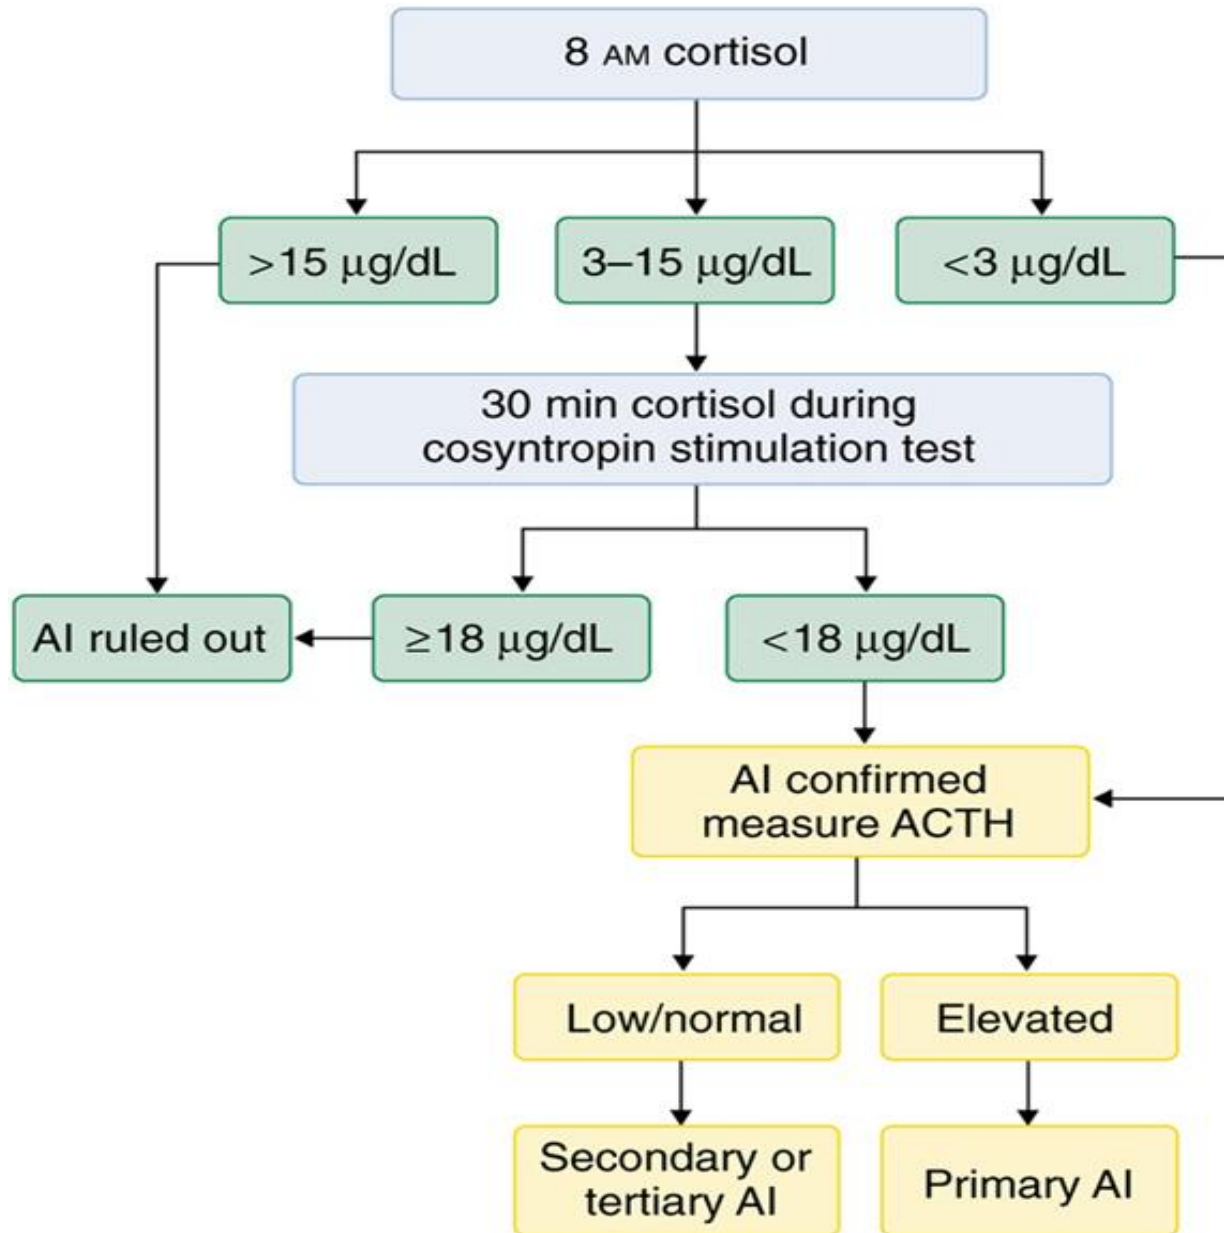 8 AM cortisol
>15 μg/dL
3–15 μg/dL
<3 μg/dL
30 min cortisol during
cosyntropin stimulation test
AI ruled out
≥18 μg/dL
<18 μg/dL
AI confirmed
measure ACTH
Low/normal
Elevated
Secondary or
tertiary AI
Primary AI